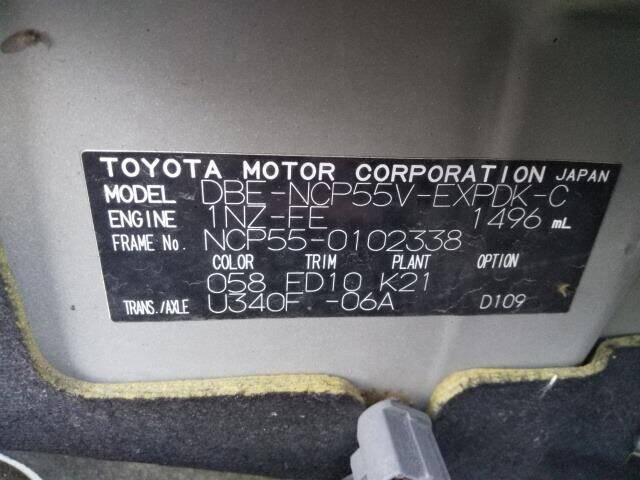 TOYOTA MOTOR CORPORATION JAPAN
MODEL DBE-NCP55V-EXPDK-C
ENGINE 1NZ-FE 1496 mL
FRAME No. NCP55-0102338
COLOR TRIM PLANT OPTION
058 FD10 K21
TRANS./AXLE U340F -06A D109